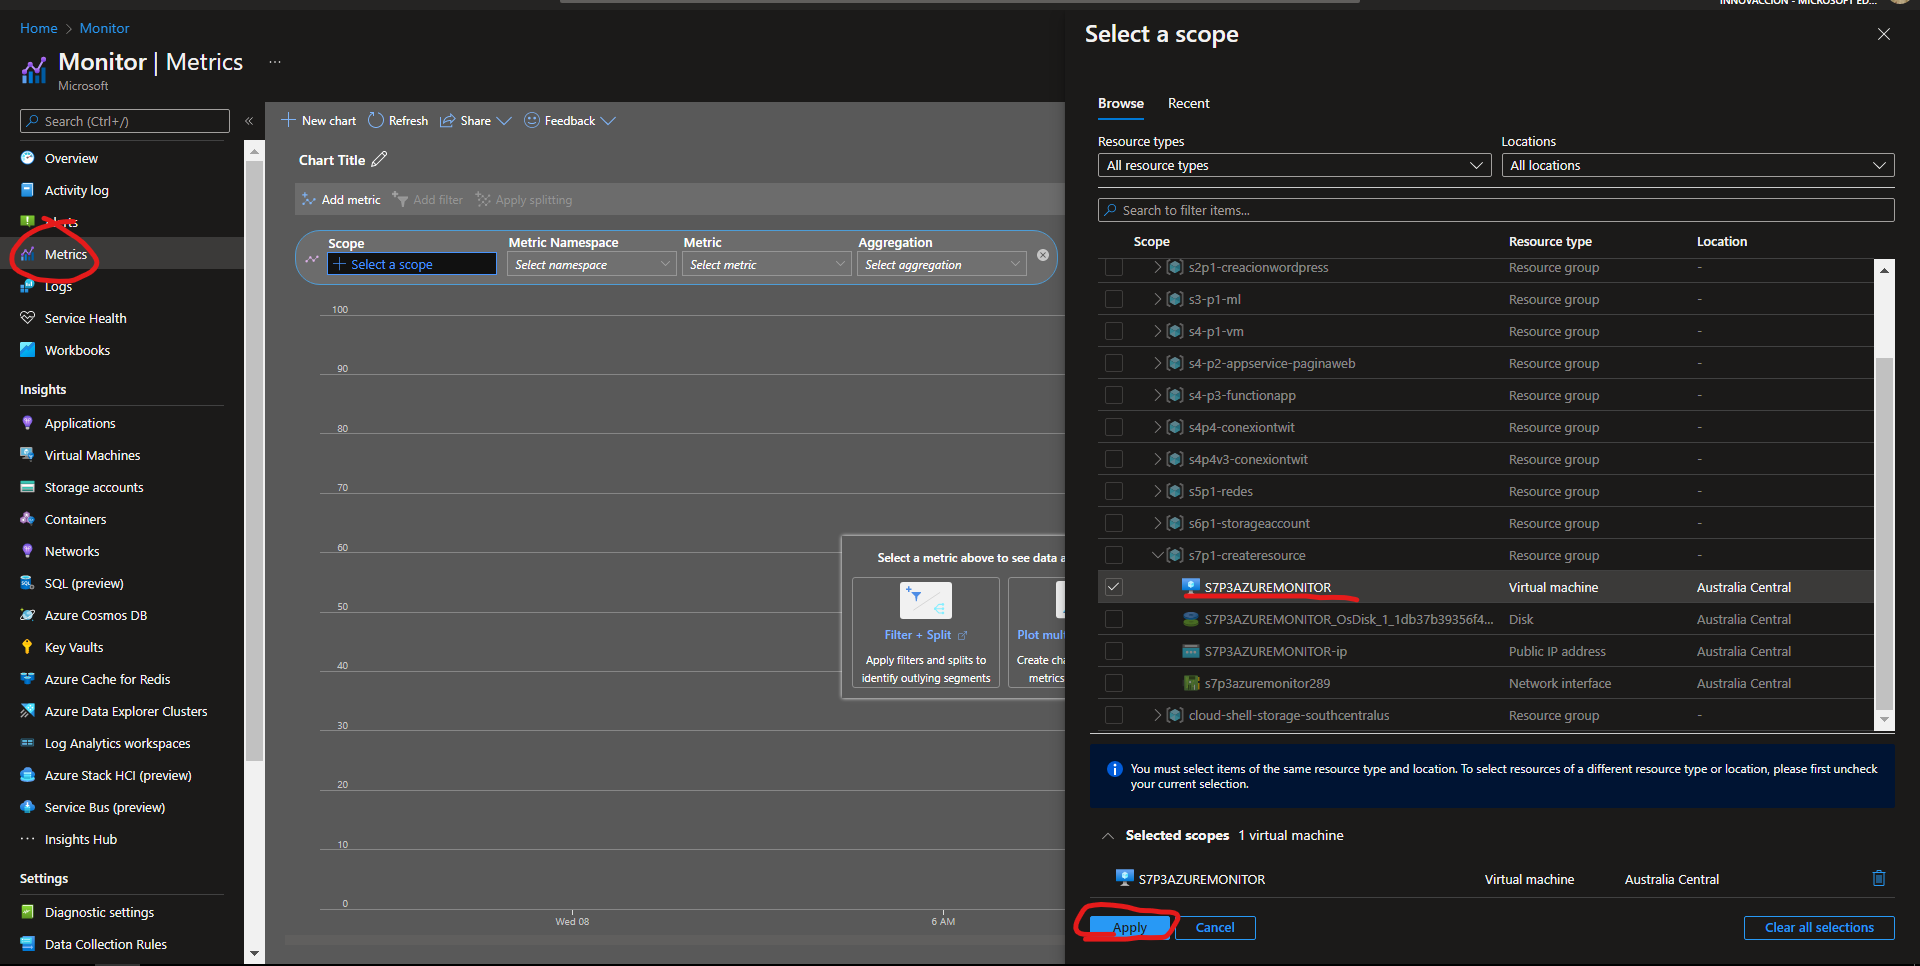 INNOVACCION - MICROSOFT ED...
Home > Monitor
Monitor | Metrics ...
Microsoft
Search (Ctrl+/)
«
Overview
Activity log
Alerts
Metrics
Logs
Service Health
Workbooks
Insights
Applications
Virtual Machines
Storage accounts
Containers
Networks
SQL (preview)
Azure Cosmos DB
Key Vaults
Azure Cache for Redis
Azure Data Explorer Clusters
Log Analytics workspaces
Azure Stack HCI (preview)
Service Bus (preview)
Insights Hub
Settings
Diagnostic settings
Data Collection Rules
New chart Refresh Share Feedback
Chart Title
Add metric Add filter Apply splitting
Scope Metric Namespace Metric Aggregation
Select a scope Select namespace Select metric Select aggregation
100
90
80
70
60
50
40
30
20
10
0
Wed 08 6 AM
Select a metric above to see data a
Filter + Split
Apply filters and splits to
identify outlying segments
Plot mult
Create cha
metrics
Select a scope
Browse Recent
Resource types Locations
All resource types All locations
Search to filter items...
Scope Resource type Location
s2p1-creacionwordpress Resource group -
s3-p1-ml Resource group -
s4-p1-vm Resource group -
s4-p2-appservice-paginaweb Resource group -
s4-p3-functionapp Resource group -
s4p4-conexiontwit Resource group -
s4p4v3-conexiontwit Resource group -
s5p1-redes Resource group -
s6p1-storageaccount Resource group -
s7p1-createresource Resource group -
S7P3AZUREMONITOR Virtual machine Australia Central
S7P3AZUREMONITOR_OsDisk_1_1db37b39356f4... Disk Australia Central
S7P3AZUREMONITOR-ip Public IP address Australia Central
s7p3azuremonitor289 Network interface Australia Central
cloud-shell-storage-southcentralus Resource group -
You must select items of the same resource type and location. To select resources of a different resource type or location, please first uncheck
your current selection.
Selected scopes 1 virtual machine
S7P3AZUREMONITOR Virtual machine Australia Central
Apply Cancel Clear all selections